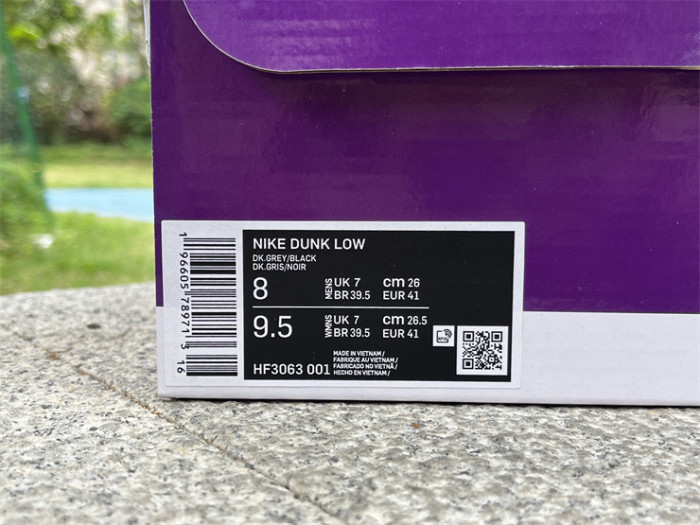 NIKE DUNK LOW
DK.GREY/BLACK
DK.GRIS/NOIR
8 MENS UK 7 cm 26
BR 39.5 EUR 41
9.5 WMNS UK 7 cm 26.5
BR 39.5 EUR 41
MADE IN VIETNAM /
FABRIQUE AU VIETNAM /
FABRICADO NO VIETNÃ /
HECHO EN VIETNAM /
HF3063 001
1 96605 78971 3 16